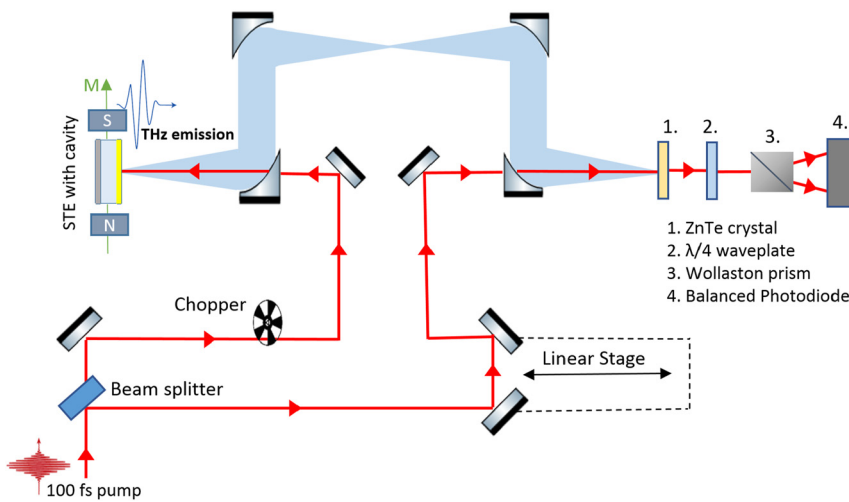 M
S
THz emission
STE with cavity
N
1.
2.
3.
4.
1. ZnTe crystal
2. λ/4 waveplate
3. Wollaston prism
4. Balanced Photodiode
Chopper
Linear Stage
Beam splitter
100 fs pump